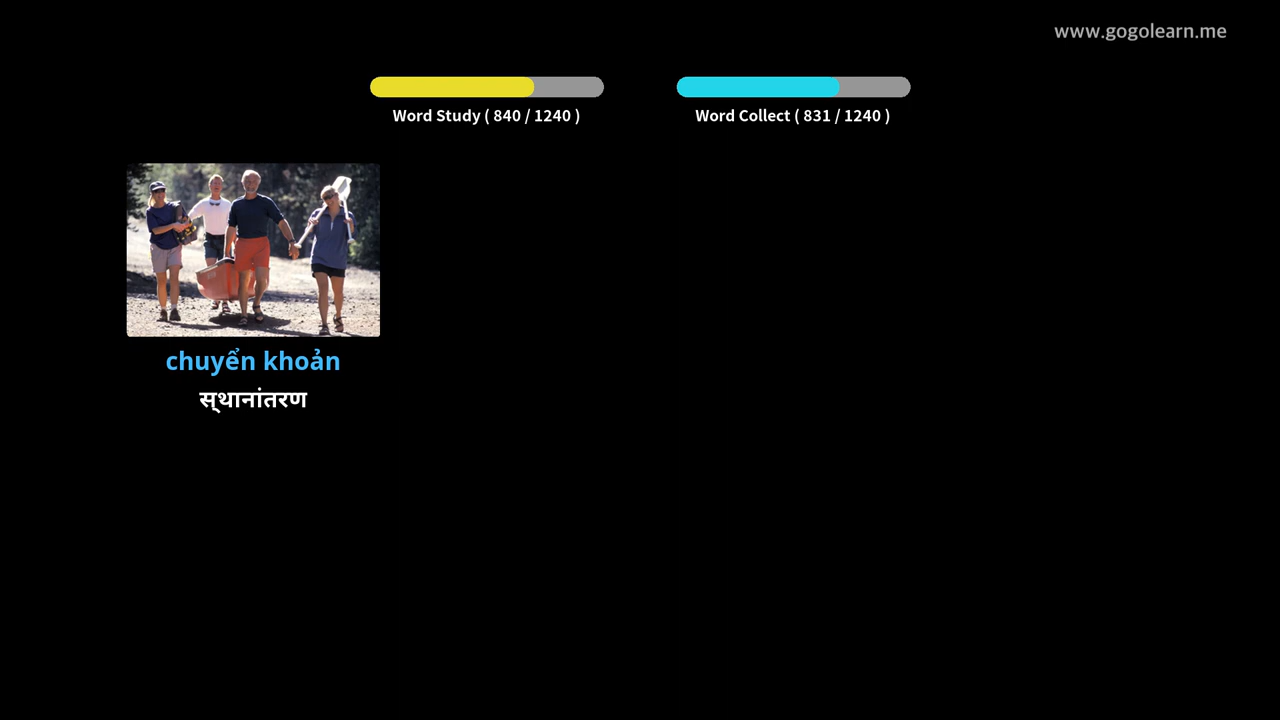 www.gogolearn.me
Word Study ( 840 / 1240 )
Word Collect ( 831 / 1240 )
chuyển khoản
स्थानांतरण